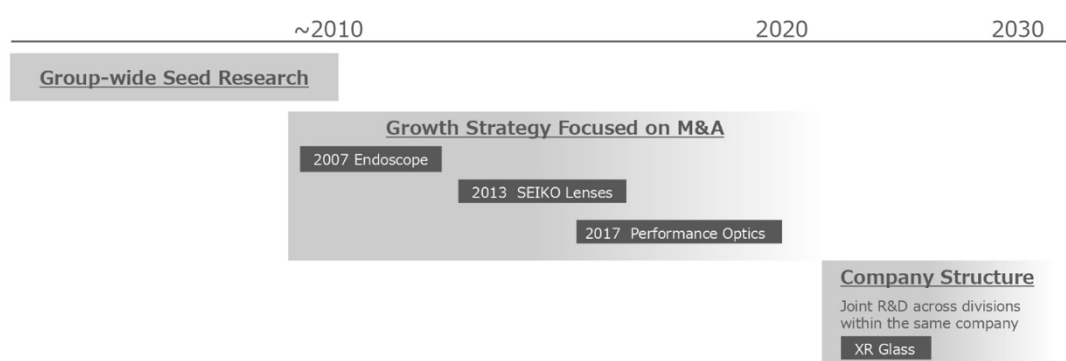 ~2010 2020 2030
Group-wide Seed Research
Growth Strategy Focused on M&A
2007 Endoscope
2013 SEIKO Lenses
2017 Performance Optics
Company Structure
Joint R&D across divisions
within the same company
XR Glass